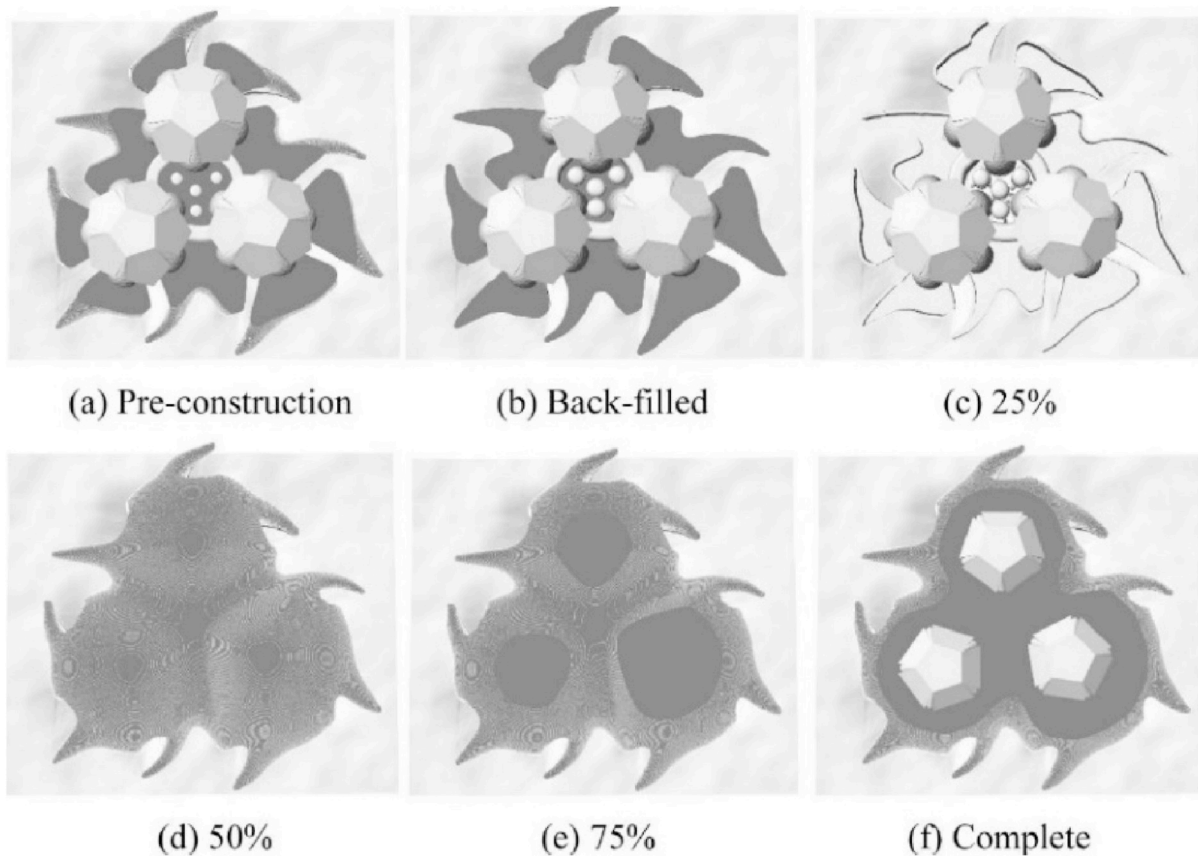 (a) Pre-construction
(b) Back-filled
(c) 25%
(d) 50%
(e) 75%
(f) Complete